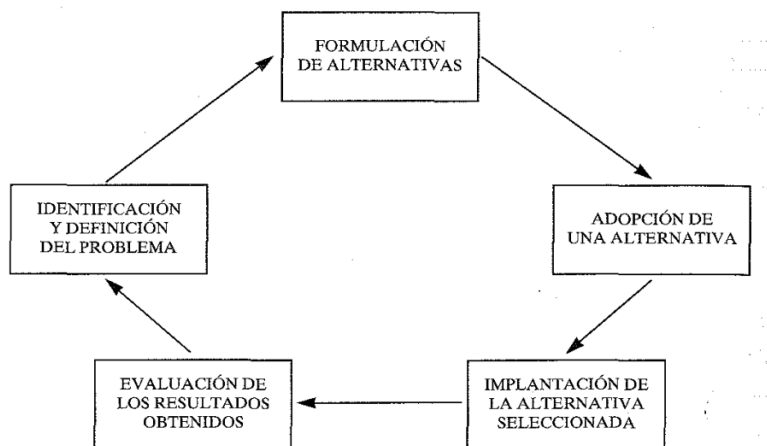 FORMULACIÓN
DE ALTERNATIVAS
IDENTIFICACIÓN
Y DEFINICIÓN
DEL PROBLEMA
ADOPCIÓN DE
UNA ALTERNATIVA
EVALUACIÓN DE
LOS RESULTADOS
OBTENIDOS
IMPLANTACIÓN DE
LA ALTERNATIVA
SELECCIONADA